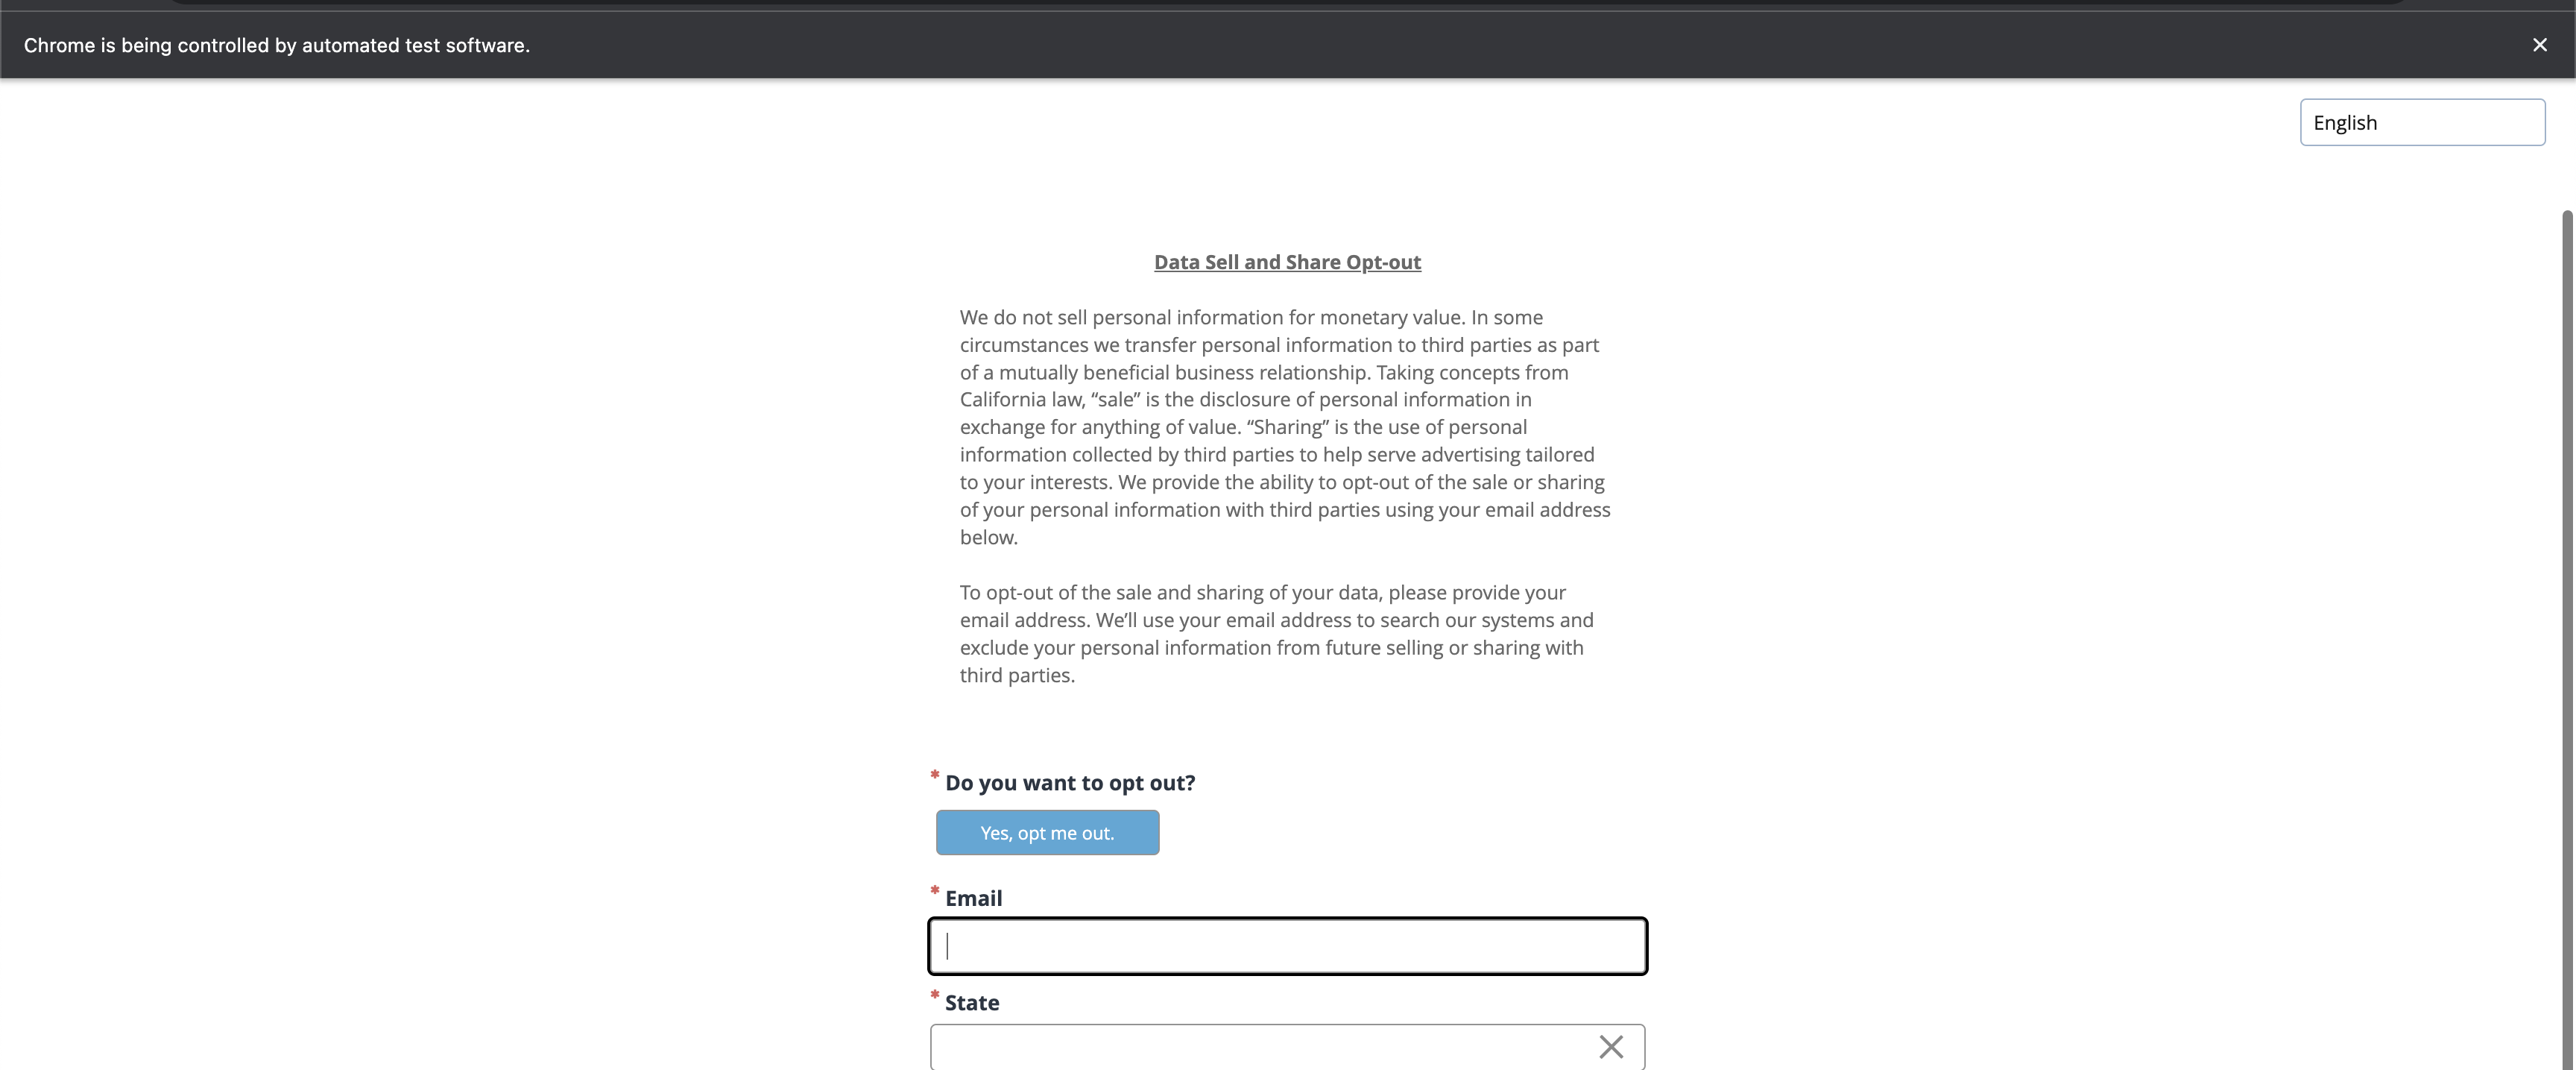 Chrome is being controlled by automated test software.
English
Data Sell and Share Opt-out
We do not sell personal information for monetary value. In some
circumstances we transfer personal information to third parties as part
of a mutually beneficial business relationship. Taking concepts from
California law, “sale” is the disclosure of personal information in
exchange for anything of value. “Sharing” is the use of personal
information collected by third parties to help serve advertising tailored
to your interests. We provide the ability to opt-out of the sale or sharing
of your personal information with third parties using your email address
below.
To opt-out of the sale and sharing of your data, please provide your
email address. We’ll use your email address to search our systems and
exclude your personal information from future selling or sharing with
third parties.
* Do you want to opt out?
Yes, opt me out.
* Email
* State